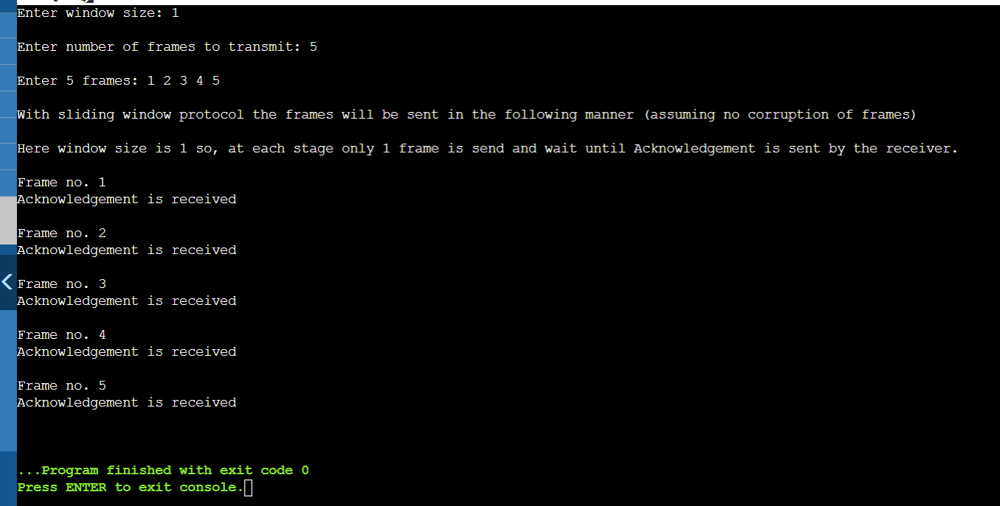 Enter window size: 1
Enter number of frames to transmit: 5
Enter 5 frames: 1 2 3 4 5
With sliding window protocol the frames will be sent in the following manner (assuming no corruption of frames)
Here window size is 1 so, at each stage only 1 frame is send and wait until Acknowledgement is sent by the receiver.
Frame no. 1
Acknowledgement is received
Frame no. 2
Acknowledgement is received
Frame no. 3
Acknowledgement is received
Frame no. 4
Acknowledgement is received
Frame no. 5
Acknowledgement is received
...Program finished with exit code 0
Press ENTER to exit console.